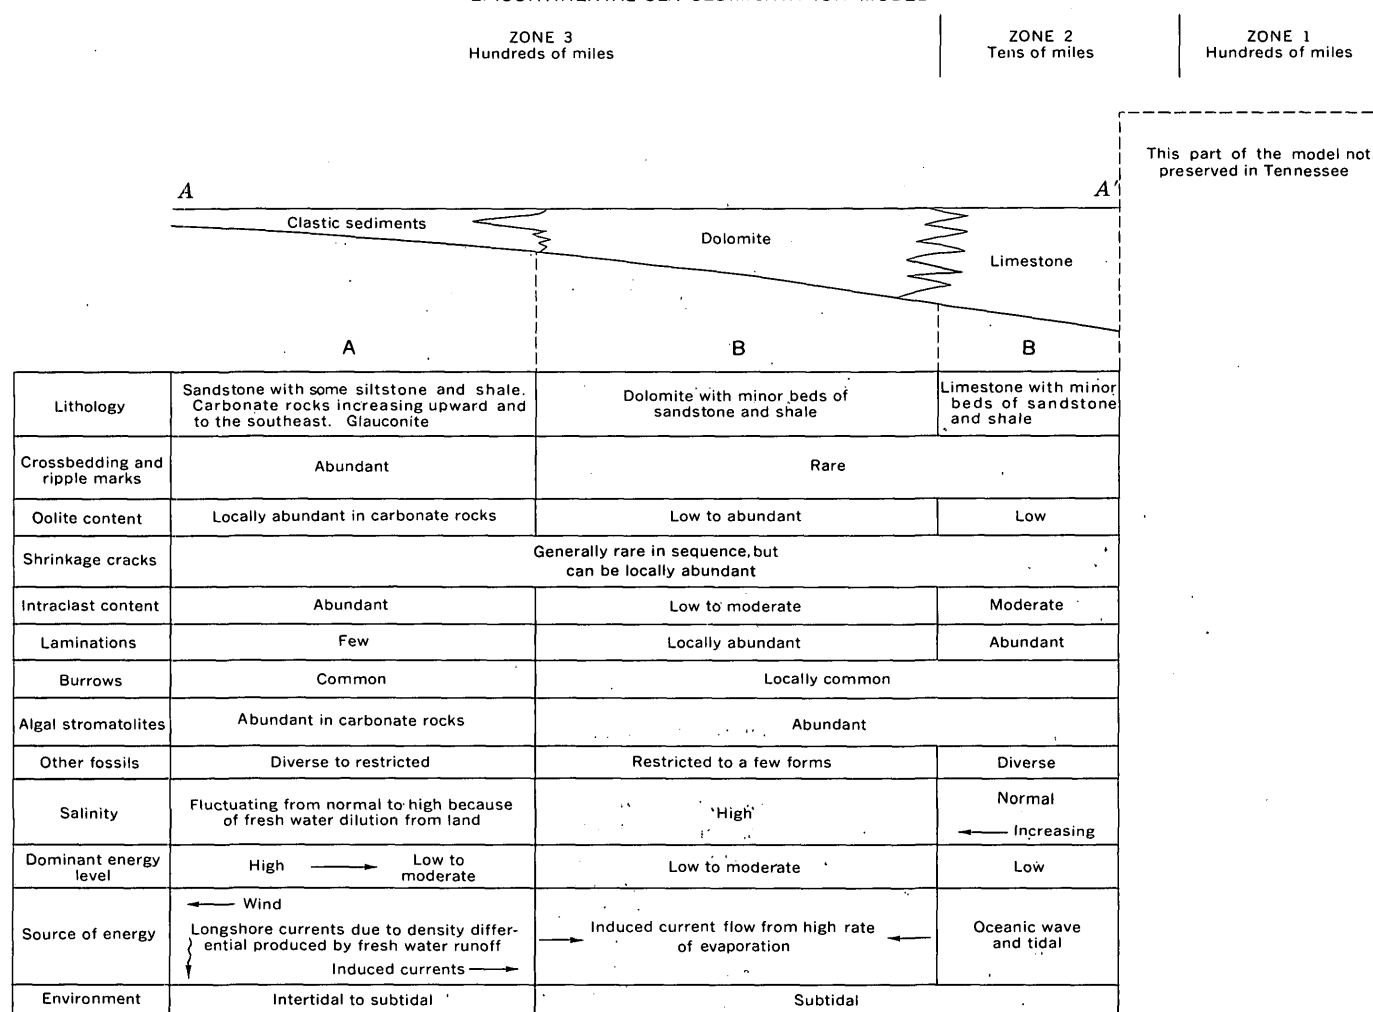 ZONE 3
Hundreds of miles
ZONE 2
Tens of miles
ZONE 1
Hundreds of miles
This part of the model not
preserved in Tennessee
A
A'
Clastic sediments
Dolomite
Limestone
A
B
B
Lithology
Sandstone with some siltstone and shale.
Carbonate rocks increasing upward and
to the southeast. Glauconite
Dolomite with minor beds of
sandstone and shale
Limestone with minor
beds of sandstone
and shale
Crossbedding and
ripple marks
Abundant
Rare
Oolite content
Locally abundant in carbonate rocks
Low to abundant
Low
Shrinkage cracks
Generally rare in sequence, but
can be locally abundant
Intraclast content
Abundant
Low to moderate
Moderate
Laminations
Few
Locally abundant
Abundant
Burrows
Common
Locally common
Algal stromatolites
Abundant in carbonate rocks
Abundant
Other fossils
Diverse to restricted
Restricted to a few forms
Diverse
Salinity
Fluctuating from normal to high because
of fresh water dilution from land
High
Normal
Increasing
Dominant energy
level
High
Low to
moderate
Low to moderate
Low
Source of energy
Wind
Longshore currents due to density differ-
ential produced by fresh water runoff
Induced currents
Induced current flow from high rate
of evaporation
Oceanic wave
and tidal
Environment
Intertidal to subtidal
Subtidal